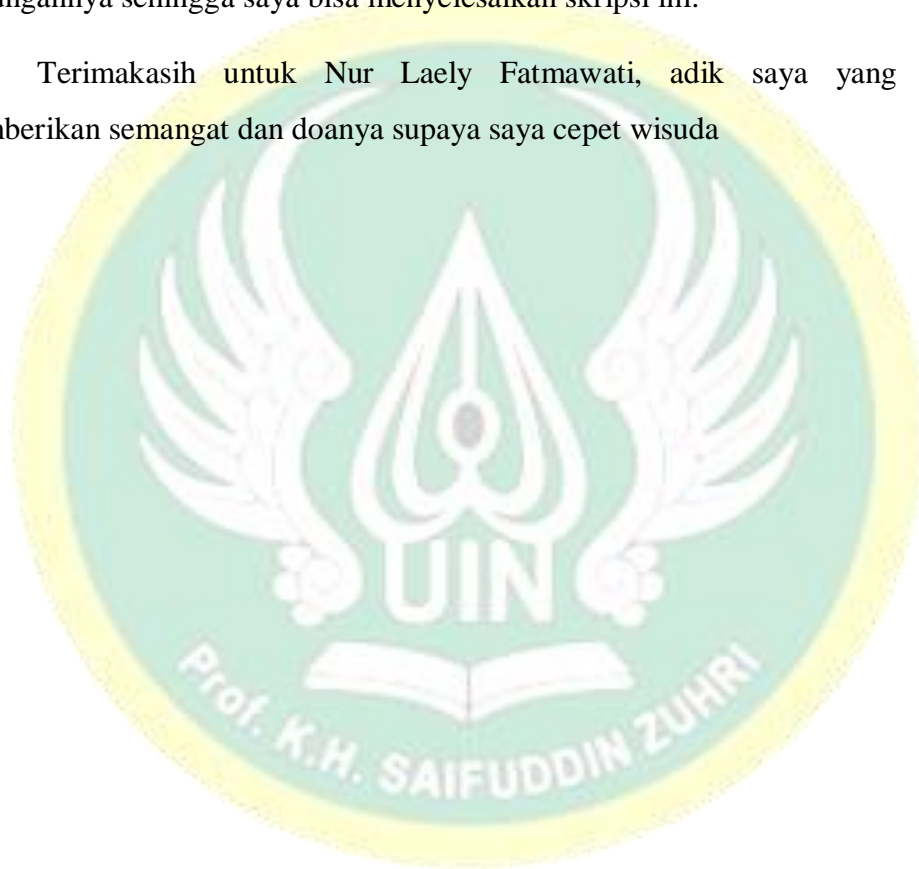 sehingga saya bisa menyelesaikan skripsi ini.
Terimakasih untuk Nur Laely Fatmawati, adik saya yang
semangat dan doanya supaya saya cepet wisuda
UIN
Prof. K.H. SAIFUDDIN ZUHRI